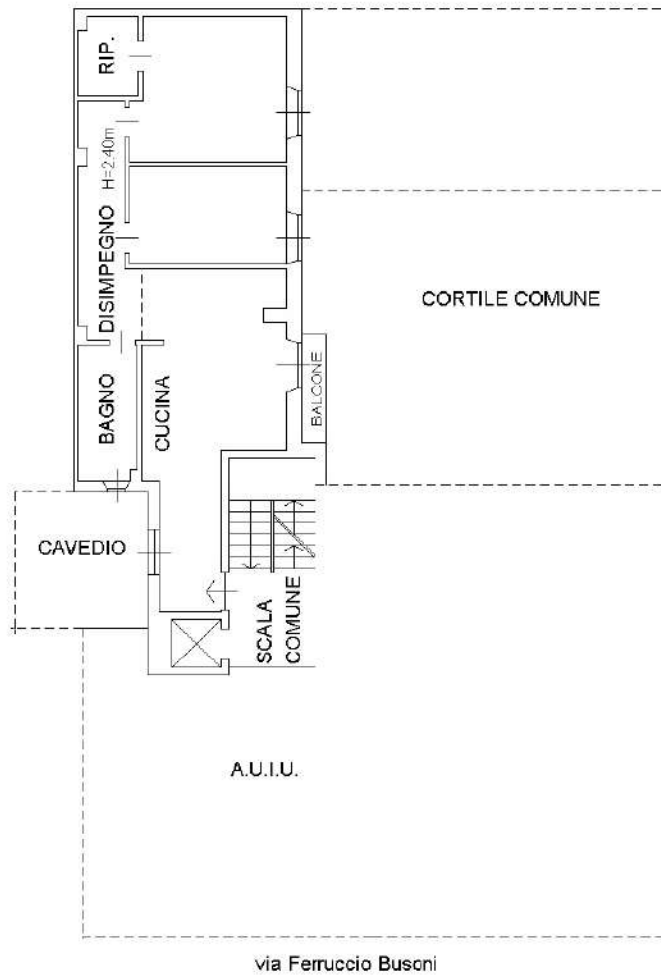 RIP.
H=2.40m
DISIMPEGNO
CORTILE COMUNE
BALCONE
BAGNO
CUCINA
CAVEDIO
SCALA
COMUNE
A.U.I.U.
via Ferruccio Busoni